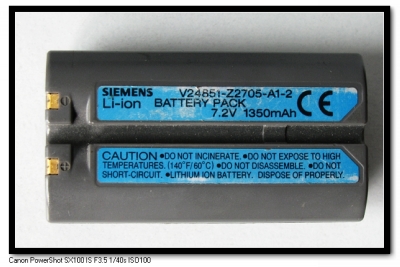 SIEMENS V24851-Z2705-A1-2
Li-ion BATTERY PACK
7.2V 1350mAh CE
CAUTION •DO NOT INCINERATE. •DO NOT EXPOSE TO HIGH
TEMPERATURES. (140°F/60°C) •DO NOT DISASSEMBLE. •DO NOT
SHORT-CIRCUIT. •LITHIUM ION BATTERY. DISPOSE OF PROPERLY.
Canon PowerShot SX100 IS F3.5 1/40s ISO100